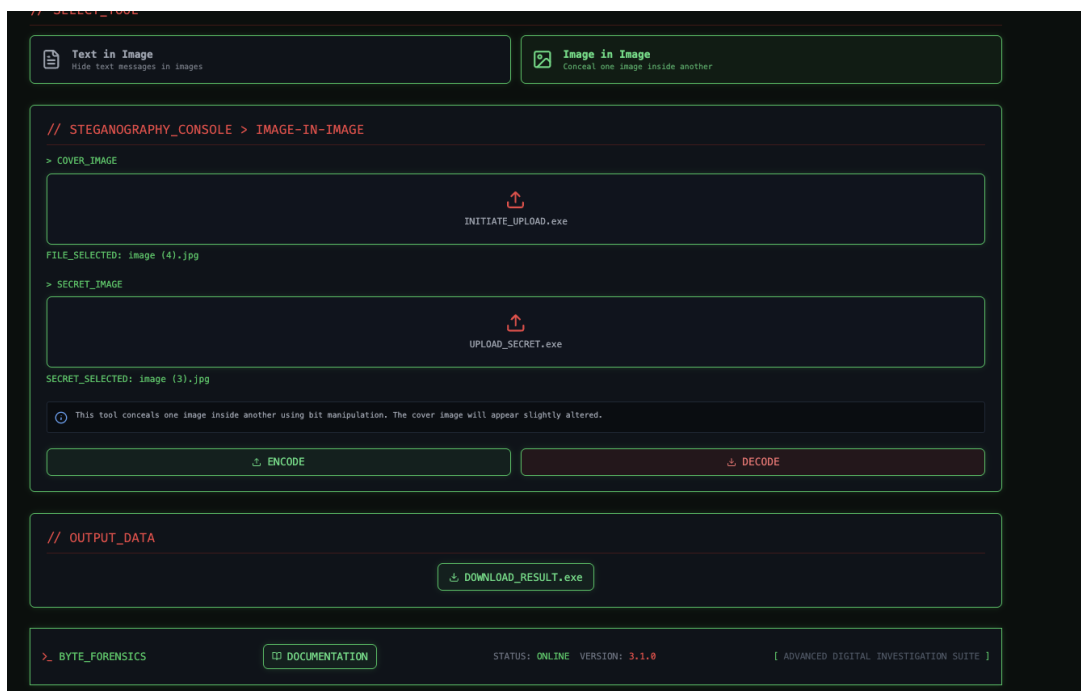 // SELECT_TOOL
Text in Image
Hide text messages in images
Image in Image
Conceal one image inside another
// STEGANOGRAPHY_CONSOLE > IMAGE-IN-IMAGE
> COVER_IMAGE
INITIATE_UPLOAD.exe
FILE_SELECTED: image (4).jpg
> SECRET_IMAGE
UPLOAD_SECRET.exe
SECRET_SELECTED: image (3).jpg
This tool conceals one image inside another using bit manipulation. The cover image will appear slightly altered.
ENCODE
DECODE
// OUTPUT_DATA
DOWNLOAD_RESULT.exe
>_ BYTE_FORENSICS
DOCUMENTATION
STATUS: ONLINE VERSION: 3.1.0
[ ADVANCED DIGITAL INVESTIGATION SUITE ]